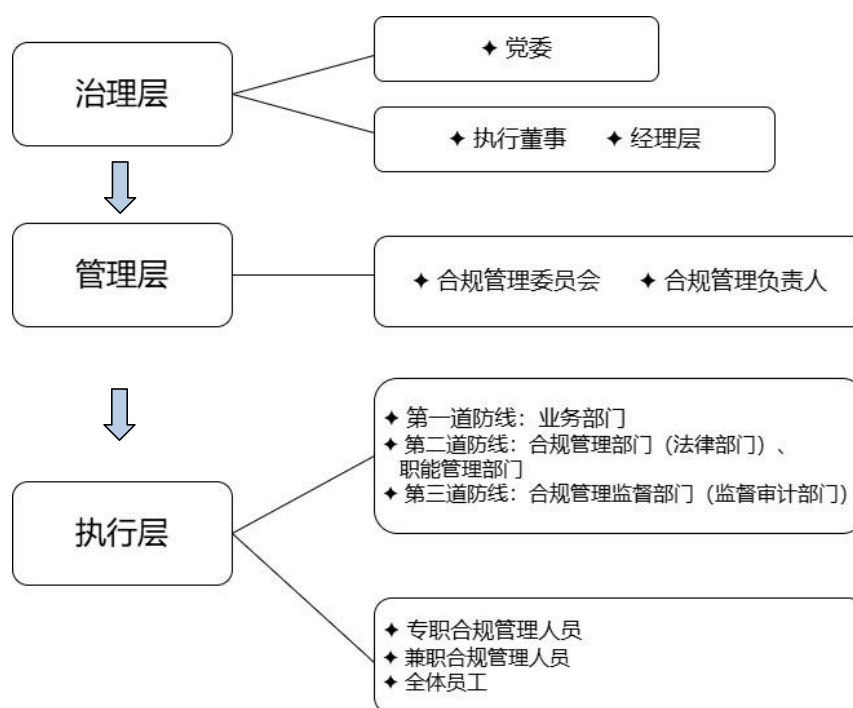 治理层
✦ 党委
✦ 执行董事 ✦ 经理层
管理层
✦ 合规管理委员会 ✦ 合规管理负责人
执行层
✦ 第一道防线：业务部门
✦ 第二道防线：合规管理部门（法律部门）、
职能管理部门
✦ 第三道防线：合规管理监督部门（监督审计部门）
✦ 专职合规管理人员
✦ 兼职合规管理人员
✦ 全体员工